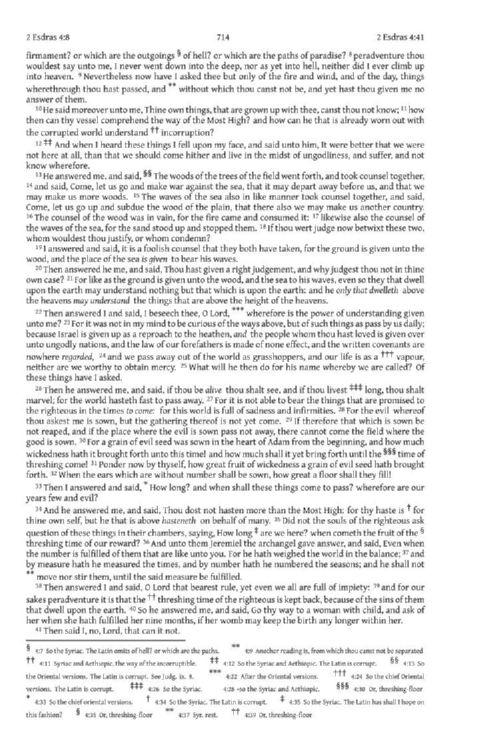 2 Esdras 4:8 714 2 Esdras 4:41
firmament? or which are the outgoings § of hell? or which are the paths of paradise? 8 peradventure thou
wouldest say unto me, I never went down into the deep, nor as yet into hell, neither did I ever climb up
into heaven. 9 Nevertheless now have I asked thee but only of the fire and wind, and of the day, things
wherethrough thou hast passed, and ** without which thou canst not be, and yet hast thou given me no
answer of them.
10 He said moreover unto me, Thine own things, that are grown up with thee, canst thou not know; 11 how
then can thy vessel comprehend the way of the Most High? and how can he that is already worn out with
the corrupted world understand †† incorruption?
12 ‡‡ And when I heard these things I fell upon my face, and said unto him, It were better that we were
not here at all, than that we should come hither and live in the midst of ungodliness, and suffer, and not
know wherefore.
13 He answered me, and said, §§ The woods of the trees of the field went forth, and took counsel together,
14 and said, Come, let us go and make war against the sea, that it may depart away before us, and that we
may make us more woods. 15 The waves of the sea also in like manner took counsel together, and said,
Come, let us go up and subdue the wood of the plain, that there also we may make us another country.
16 The counsel of the wood was in vain, for the fire came and consumed it: 17 likewise also the counsel of
the waves of the sea, for the sand stood up and stopped them. 18 If thou wert judge now betwixt these two,
whom wouldest thou justify, or whom condemn?
19 I answered and said, it is a foolish counsel that they both have taken, for the ground is given unto the
wood, and the place of the sea is given to bear his waves.
20 Then answered he me, and said, Thou hast given a right judgement, and why judgest thou not in thine
own case? 21 For like as the ground is given unto the wood, and the sea to his waves, even so they that dwell
upon the earth may understand nothing but that which is upon the earth: and he only that dwelleth above
the heavens may understand the things that are above the height of the heavens.
22 Then answered I and said, I beseech thee, O Lord, *** wherefore is the power of understanding given
unto me? 23 For it was not in my mind to be curious of the ways above, but of such things as pass by us daily;
because Israel is given up as a reproach to the heathen, and the people whom thou hast loved is given over
unto ungodly nations, and the law of our forefathers is made of none effect, and the written covenants are
nowhere regarded, 24 and we pass away out of the world as grasshoppers, and our life is as a ††† vapour,
neither are we worthy to obtain mercy. 25 What will he then do for his name whereby we are called? Of
these things have I asked.
26 Then he answered me, and said, if thou be alive thou shalt see, and if thou livest ‡‡‡ long, thou shalt
marvel; for the world hasteth fast to pass away. 27 For it is not able to bear the things that are promised to
the righteous in the times to come: for this world is full of sadness and infirmities. 28 For the evil whereof
thou askest me is sown, but the gathering thereof is not yet come. 29 If therefore that which is sown be
not reaped, and if the place where the evil is sown pass not away, there cannot come the field where the
good is sown. 30 For a grain of evil seed was sown in the heart of Adam from the beginning, and how much
wickedness hath it brought forth unto this time! and how much shall it yet bring forth until the §§§ time of
threshing come! 31 Ponder now by thyself, how great fruit of wickedness a grain of evil seed hath brought
forth. 32 When the ears which are without number shall be sown, how great a floor shall they fill!
33 Then I answered and said, * How long? and when shall these things come to pass? wherefore are our
years few and evil?
34 And he answered me, and said, Thou dost not hasten more than the Most High: for thy haste is † for
thine own self, but he that is above hasteneth on behalf of many. 35 Did not the souls of the righteous ask
question of these things in their chambers, saying, How long ‡ are we here? when cometh the fruit of the §
threshing time of our reward? 36 And unto them Jeremiel the archangel gave answer, and said, Even when
the number is fulfilled of them that are like unto you. For he hath weighed the world in the balance; 37 and
by measure hath he measured the times, and by number hath he numbered the seasons; and he shall not
** move nor stir them, until the said measure be fulfilled.
38 Then answered I and said, O Lord that bearest rule, yet even we all are full of impiety: 39 and for our
sakes peradventure it is that the †† threshing time of the righteous is kept back, because of the sins of them
that dwell upon the earth. 40 So he answered me, and said, Go thy way to a woman with child, and ask of
her when she hath fulfilled her nine months, if her womb may keep the birth any longer within her.
41 Then said I, no, Lord, that can it not.
§ 4:7 So the Syriac. The Latin omits of hell? or which are the paths. ** 4:9 Another reading is, from which thou canst not be separated
†† 4:11 Syriac and Aethiopic, the way of the incorruptible. ‡‡ 4:12 So the Syriac and Aethiopic. The Latin is corrupt. §§ 4:13 So
the Oriental versions. The Latin is corrupt. See Judg. ix. 8. *** 4:22 After the Oriental versions. ††† 4:24 So the chief Oriental
versions. The Latin is corrupt. ‡‡‡ 4:26 So the Syriac. 4:28 -so the Syriac and Aethiopic. §§§ 4:30 Or, threshing-floor
* 4:33 So the chief Oriental versions. † 4:34 So the Syriac. The Latin is corrupt. ‡ 4:35 So the Syriac. The Latin has shall I hope on
this fashion? § 4:35 Or, threshing-floor ** 4:37 Syr. rest. †† 4:39 Or, threshing-floor